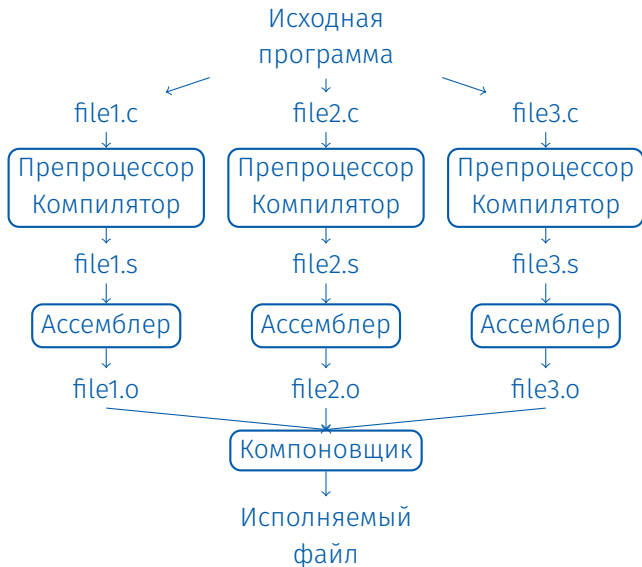 Исходная
программа
file1.c
file2.c
file3.c
Препроцессор
Компилятор
Препроцессор
Компилятор
Препроцессор
Компилятор
file1.s
file2.s
file3.s
Ассемблер
Ассемблер
Ассемблер
file1.o
file2.o
file3.o
Компоновщик
Исполняемый
файл